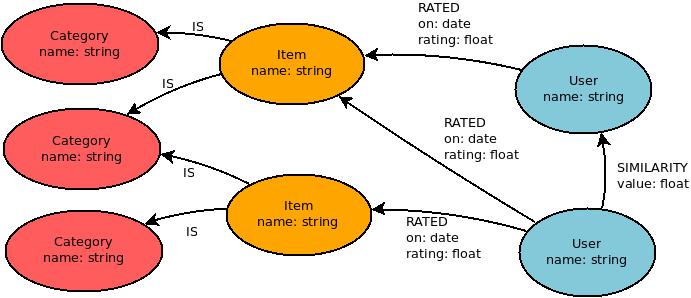 RATED
on: date
rating: float
IS
Category
name: string
Item
name: string
IS
User
name: string
RATED
on: date
rating: float
Category
name: string
IS
SIMILARITY
value: float
Item
name: string
RATED
on: date
rating: float
IS
Category
name: string
User
name: string